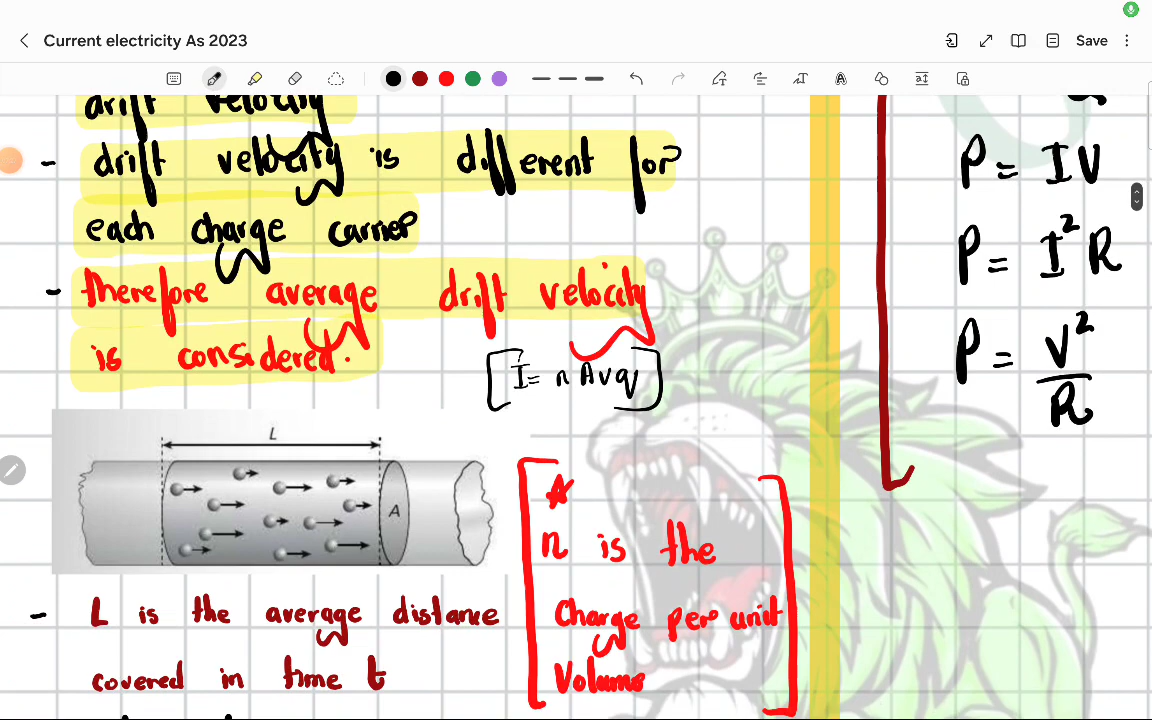 Current electricity As 2023
Save
drift velocity
- drift velocity is different for
each charge carrier
- therefore average drift velocity
is considered.
[I = nAvq]
L
A
n is the
Charge per unit
Volume
- L is the average distance
covered in time t
P = IV
P = I²R
P = V²
R